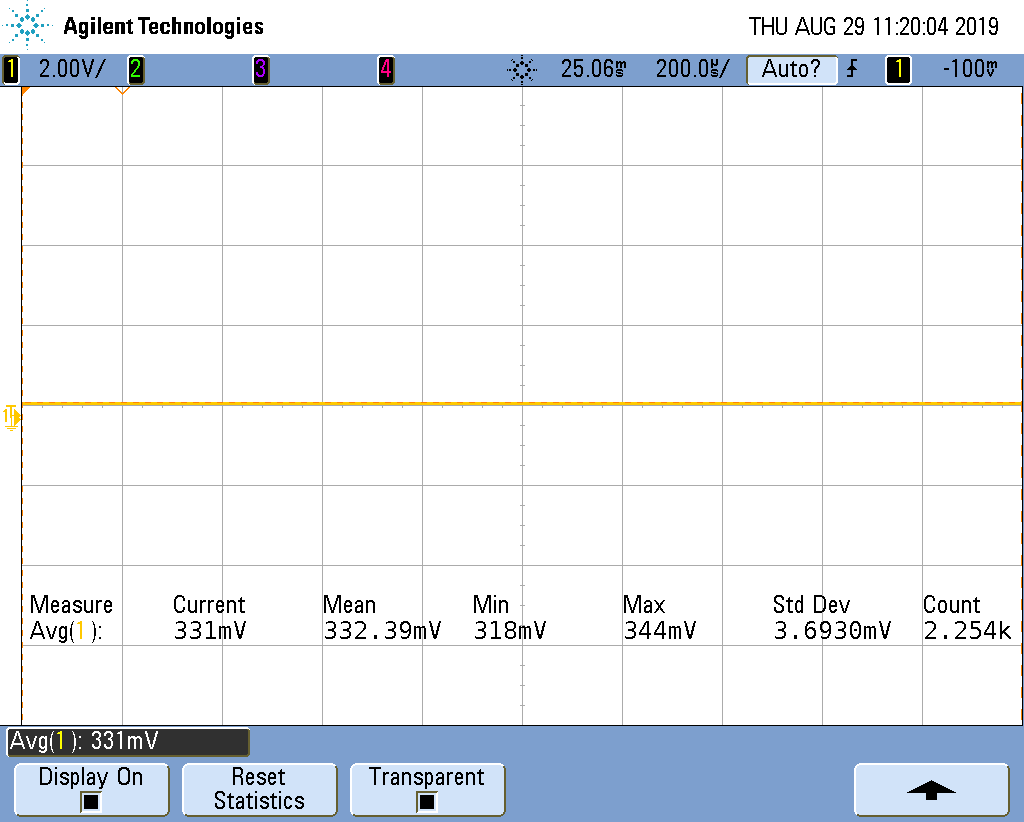 Agilent Technologies THU AUG 29 11:20:04 2019
1 2.00V/ 2 3 4 25.06ms 200.0us/ Auto? 1 -100mV
Measure Current Mean Min Max Std Dev Count
Avg(1): 331mV 332.39mV 318mV 344mV 3.6930mV 2.254k
Avg(1): 331mV
Display On
Reset Statistics
Transparent